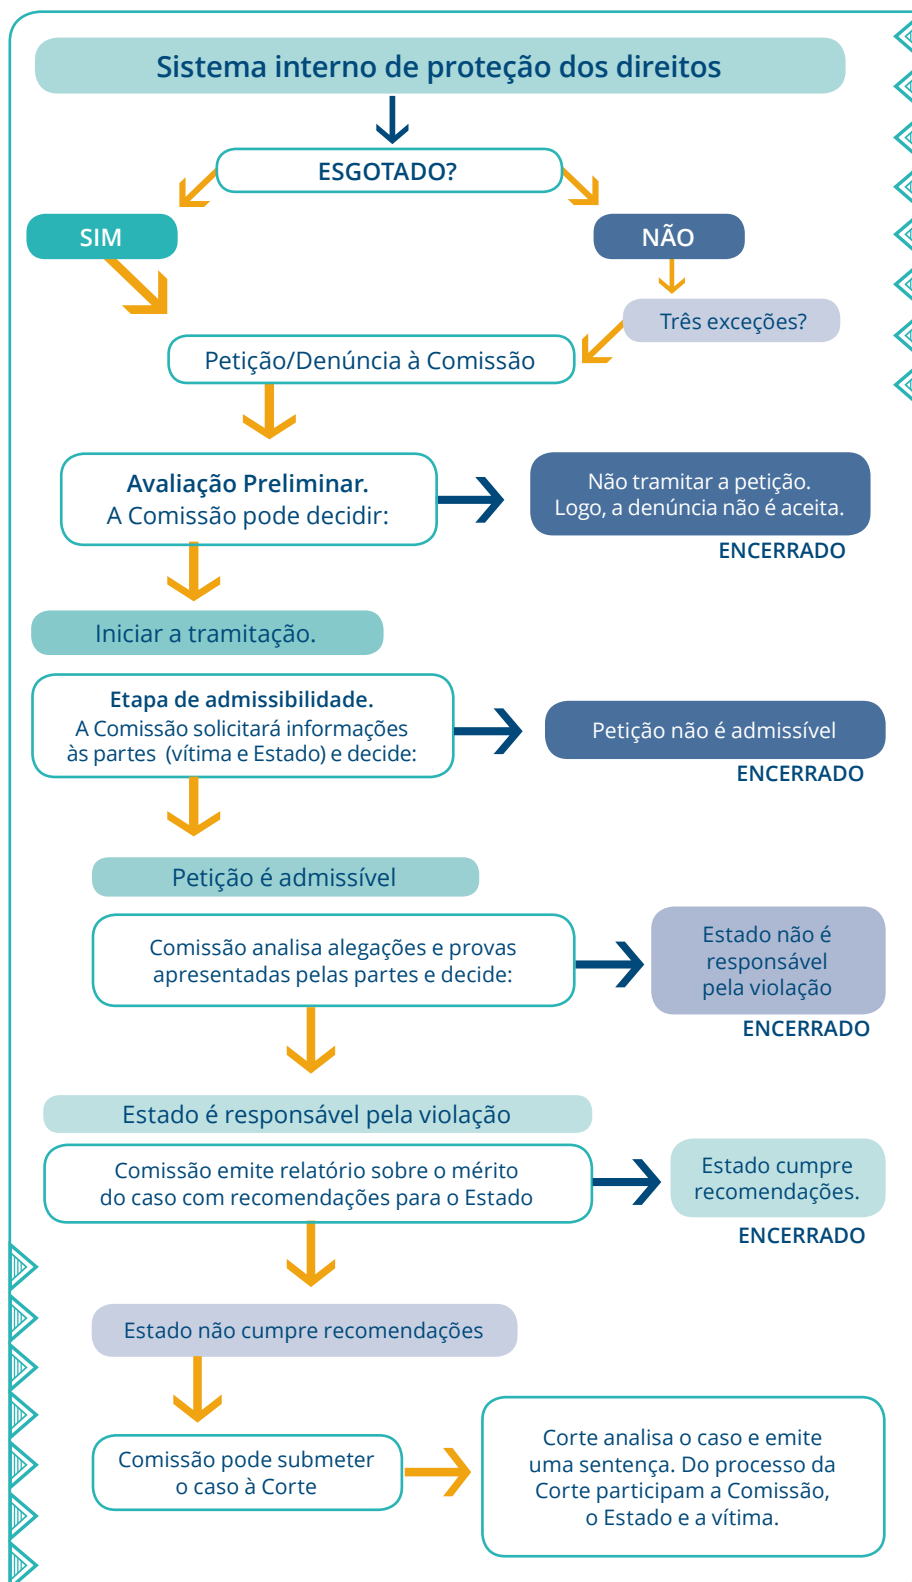 Sistema interno de proteção dos direitos
ESGOTADO?
SIM
NÃO
Três exceções?
Petição/Denúncia à Comissão
Avaliação Preliminar.
A Comissão pode decidir:
Não tramitar a petição.
Logo, a denúncia não é aceita.
ENCERRADO
Iniciar a tramitação.
Etapa de admissibilidade.
A Comissão solicitará informações
às partes (vítima e Estado) e decide:
Petição não é admissível
ENCERRADO
Petição é admissível
Comissão analisa alegações e provas
apresentadas pelas partes e decide:
Estado não é
responsável
pela violação
ENCERRADO
Estado é responsável pela violação
Comissão emite relatório sobre o mérito
do caso com recomendações para o Estado
Estado cumpre
recomendações.
ENCERRADO
Estado não cumpre recomendações
Comissão pode submeter
o caso à Corte
Corte analisa o caso e emite
uma sentença. Do processo da
Corte participam a Comissão,
o Estado e a vítima.